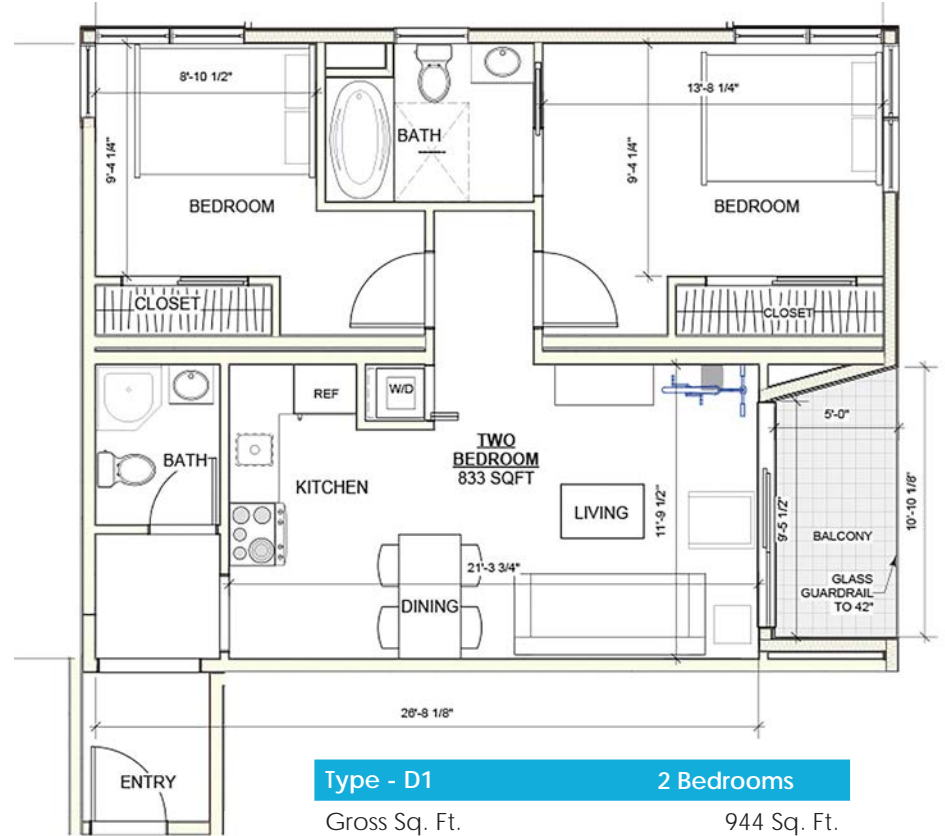 8'-10 1/2"
13'-8 1/4"
BATH
9'-4 1/4"
9'-4 1/4"
BEDROOM
BEDROOM
CLOSET
CLOSET
REF
W/D
5'-0"
TWO
BEDROOM
833 SQFT
BATH
KITCHEN
LIVING
11'-9 1/2"
9'-5 1/2"
10'-10 1/8"
BALCONY
21'-3 3/4"
GLASS
GUARDRAIL
TO 42"
DINING
26'-8 1/8"
ENTRY
Type - D1 2 Bedrooms
Gross Sq. Ft. 944 Sq. Ft.